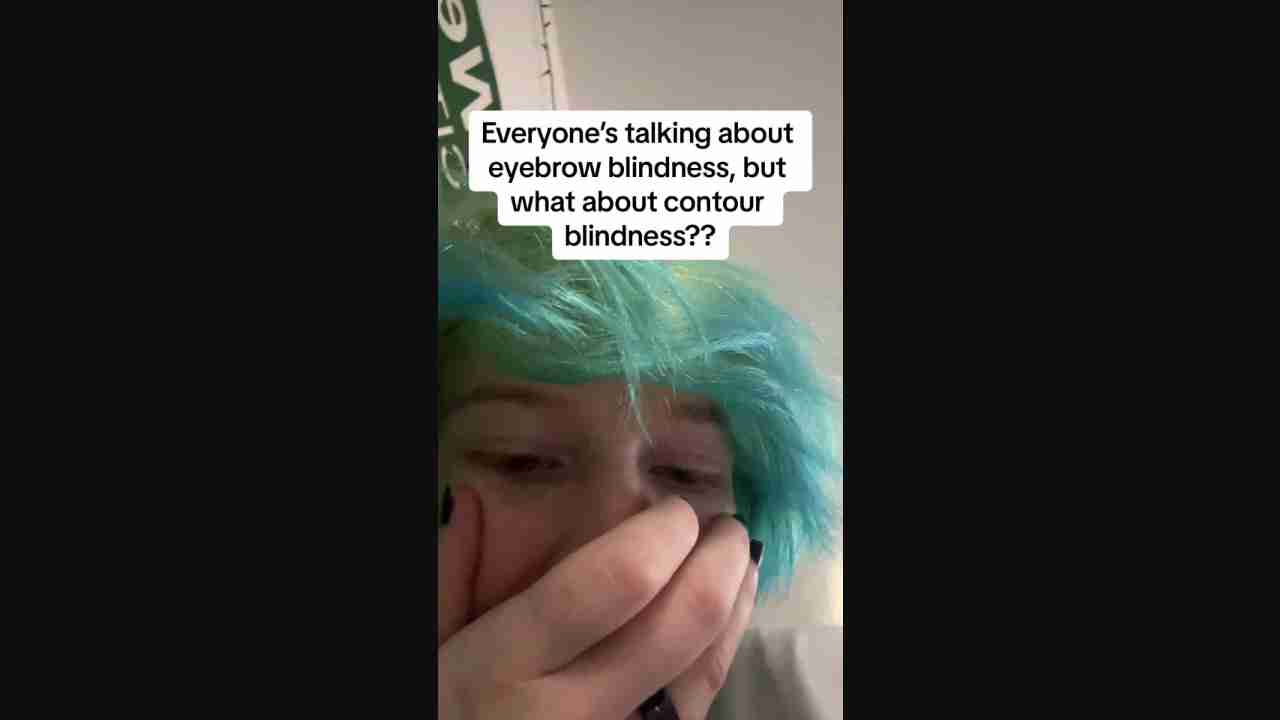 Everyone's talking about
eyebrow blindness, but
what about contour
blindness??